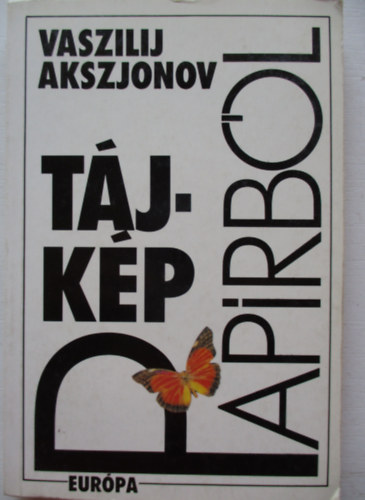 VASZILIJ
AKSZJONOV
TÁJ-
KÉP
PAPÍRBÓL
EURÓPA